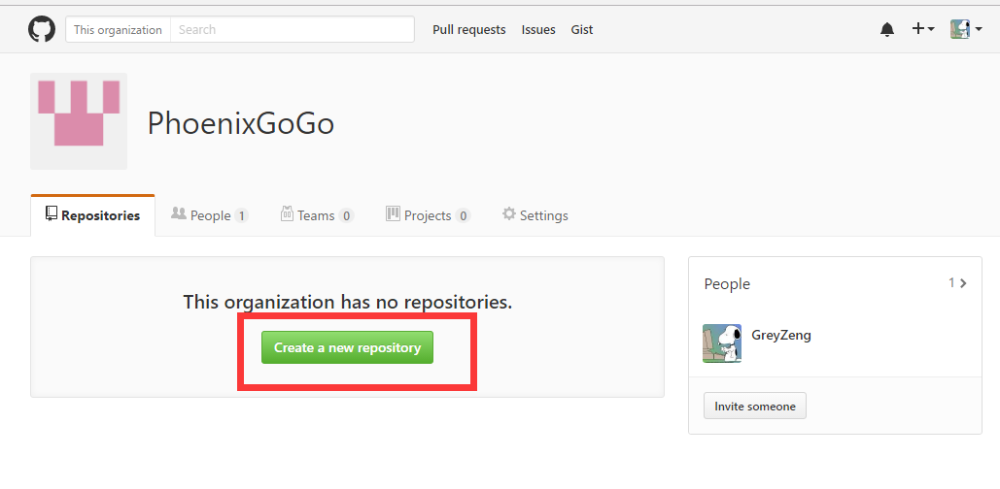 This organization Search Pull requests Issues Gist
PhoenixGoGo
Repositories People 1 Teams 0 Projects 0 Settings
This organization has no repositories.
Create a new repository
People 1
GreyZeng
Invite someone